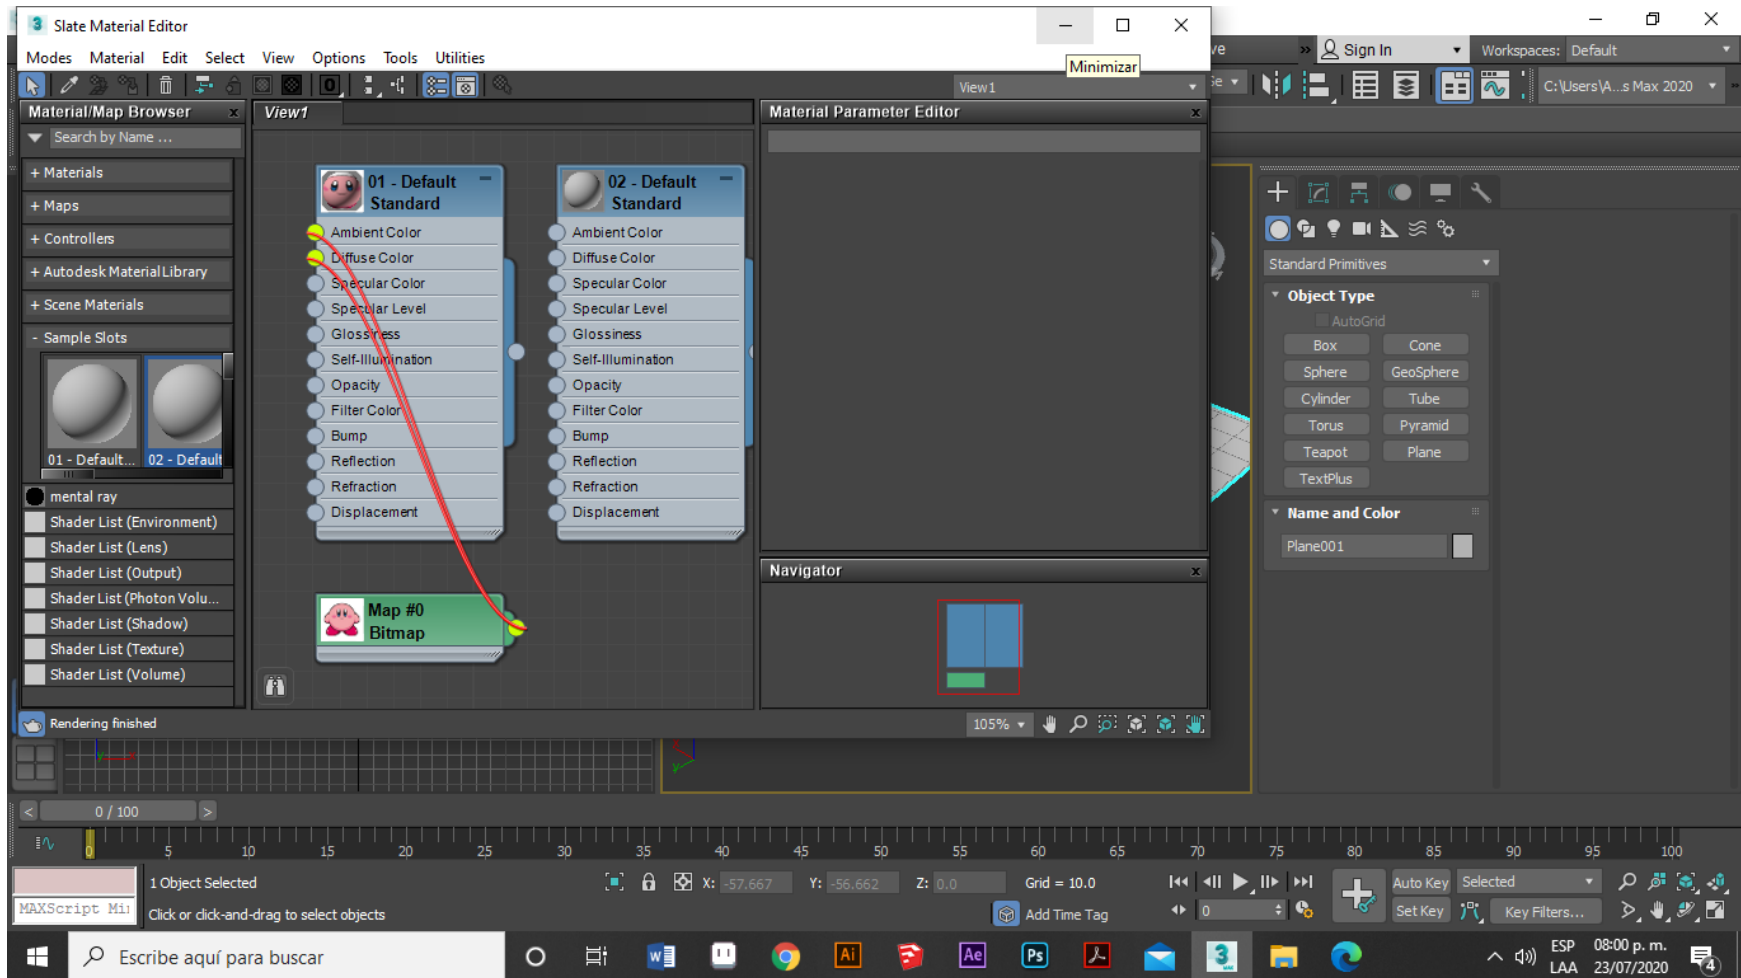 3 Slate Material Editor
Modes Material Edit Select View Options Tools Utilities
Minimizar
Sign In
Workspaces: Default
View1
C:\Users\A...s Max 2020
Material/Map Browser x
Search by Name ...
+ Materials
+ Maps
+ Controllers
+ Autodesk Material Library
+ Scene Materials
- Sample Slots
01 - Default...
02 - Default
mental ray
Shader List (Environment)
Shader List (Lens)
Shader List (Output)
Shader List (Photon Volu...
Shader List (Shadow)
Shader List (Texture)
Shader List (Volume)
Rendering finished
View1
01 - Default
Standard
Ambient Color
Diffuse Color
Specular Color
Specular Level
Glossiness
Self-Illumination
Opacity
Filter Color
Bump
Reflection
Refraction
Displacement
02 - Default
Standard
Ambient Color
Diffuse Color
Specular Color
Specular Level
Glossiness
Self-Illumination
Opacity
Filter Color
Bump
Reflection
Refraction
Displacement
Map #0
Bitmap
Material Parameter Editor x
Navigator x
105%
Standard Primitives
Object Type
AutoGrid
Box Cone
Sphere GeoSphere
Cylinder Tube
Torus Pyramid
Teapot Plane
TextPlus
Name and Color
Plane001
y x
y
< 0 / 100 >
0 5 10 15 20 25 30 35 40 45 50 55 60 65 70 75 80 85 90 95 100
1 Object Selected
X: -57.667 Y: -56.662 Z: 0.0 Grid = 10.0
Auto Key Selected
MAXScript Mi
Click or click-and-drag to select objects
Add Time Tag
0
Set Key Key Filters...
Escribe aquí para buscar
Ai
Ae
Ps
3
ESP
LAA
08:00 p. m.
23/07/2020
4